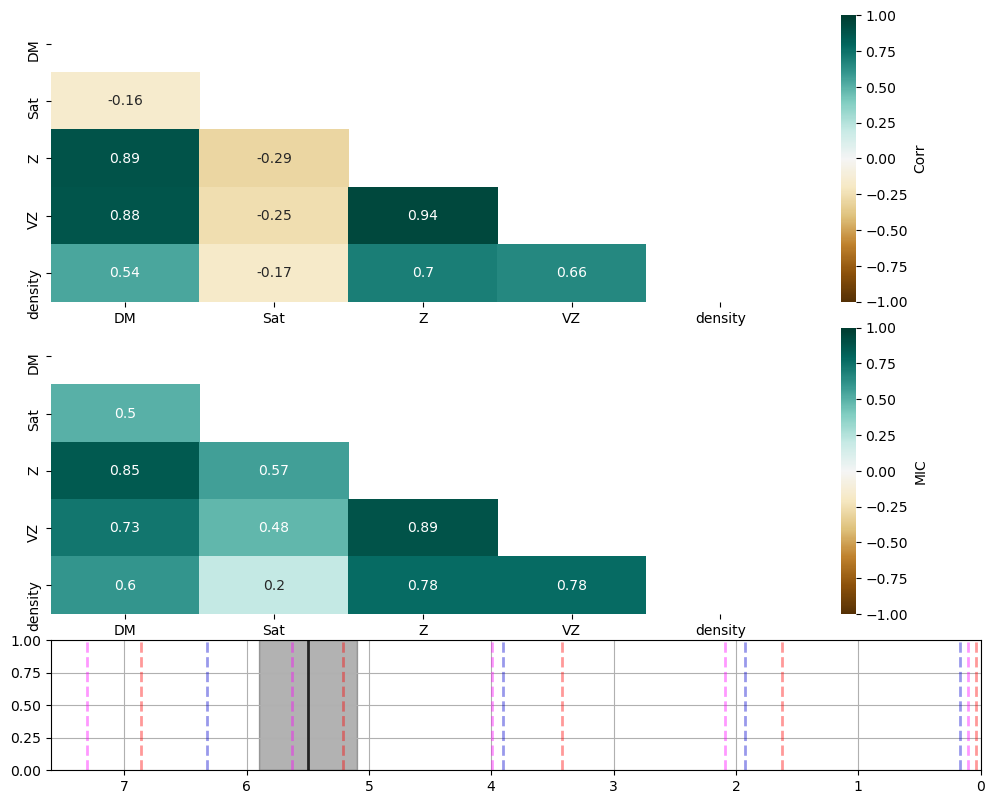 DM
Sat
-0.16
Z
0.89
-0.29
VZ
0.88
-0.25
0.94
density
0.54
-0.17
0.7
0.66
DM
Sat
Z
VZ
density
1.00
0.75
0.50
0.25
0.00
−0.25
−0.50
−0.75
−1.00
Corr
DM
Sat
0.5
Z
0.85
0.57
VZ
0.73
0.48
0.89
density
0.6
0.2
0.78
0.78
DM
Sat
Z
VZ
density
1.00
0.75
0.50
0.25
0.00
−0.25
−0.50
−0.75
−1.00
MIC
1.00
0.75
0.50
0.25
0.00
7
6
5
4
3
2
1
0